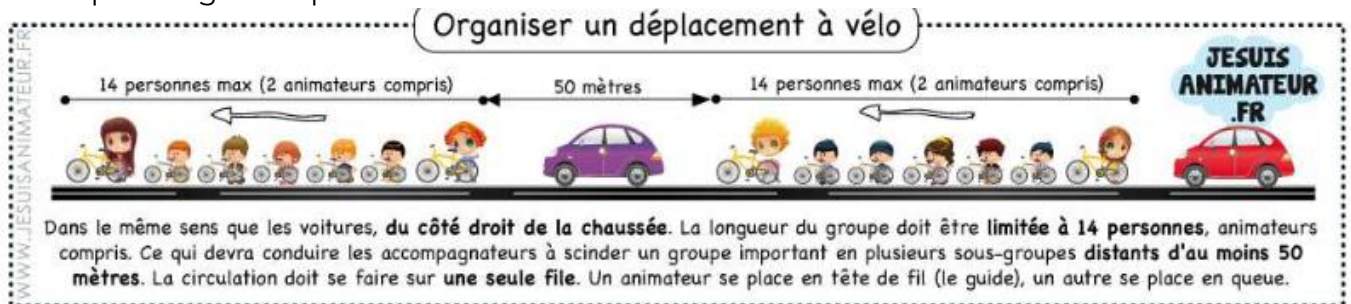 Organiser un déplacement à vélo
WWW.JESUISANIMATEUR.FR
JESUIS
ANIMATEUR
.FR
14 personnes max (2 animateurs compris)
50 mètres
14 personnes max (2 animateurs compris)
Dans le même sens que les voitures, du côté droit de la chaussée. La longueur du groupe doit être limitée à 14 personnes, animateurs
compris. Ce qui devra conduire les accompagnateurs à scinder un groupe important en plusieurs sous-groupes distants d'au moins 50
mètres. La circulation doit se faire sur une seule file. Un animateur se place en tête de fil (le guide), un autre se place en queue.